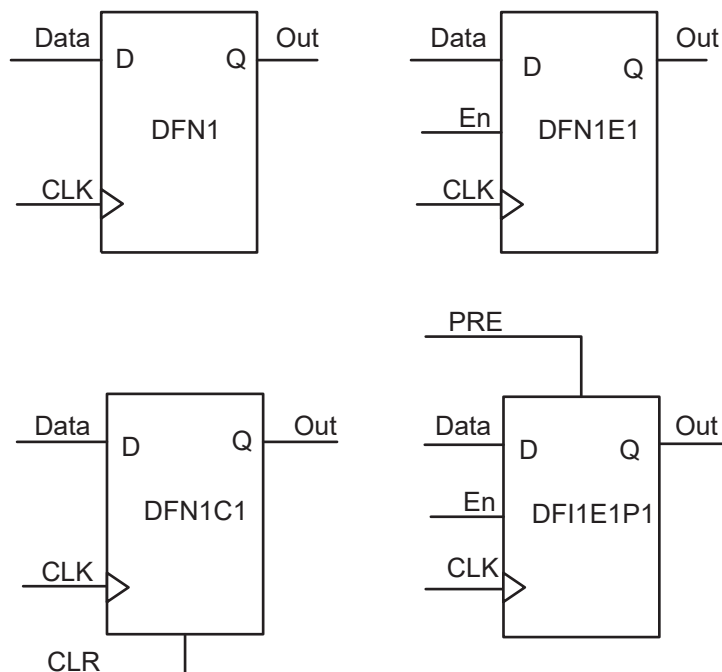 Data
D
Q
Out
DFN1
CLK
Data
D
Q
Out
En
DFN1E1
CLK
Data
D
Q
Out
DFN1C1
CLK
CLR
PRE
Data
D
Q
Out
En
DFI1E1P1
CLK